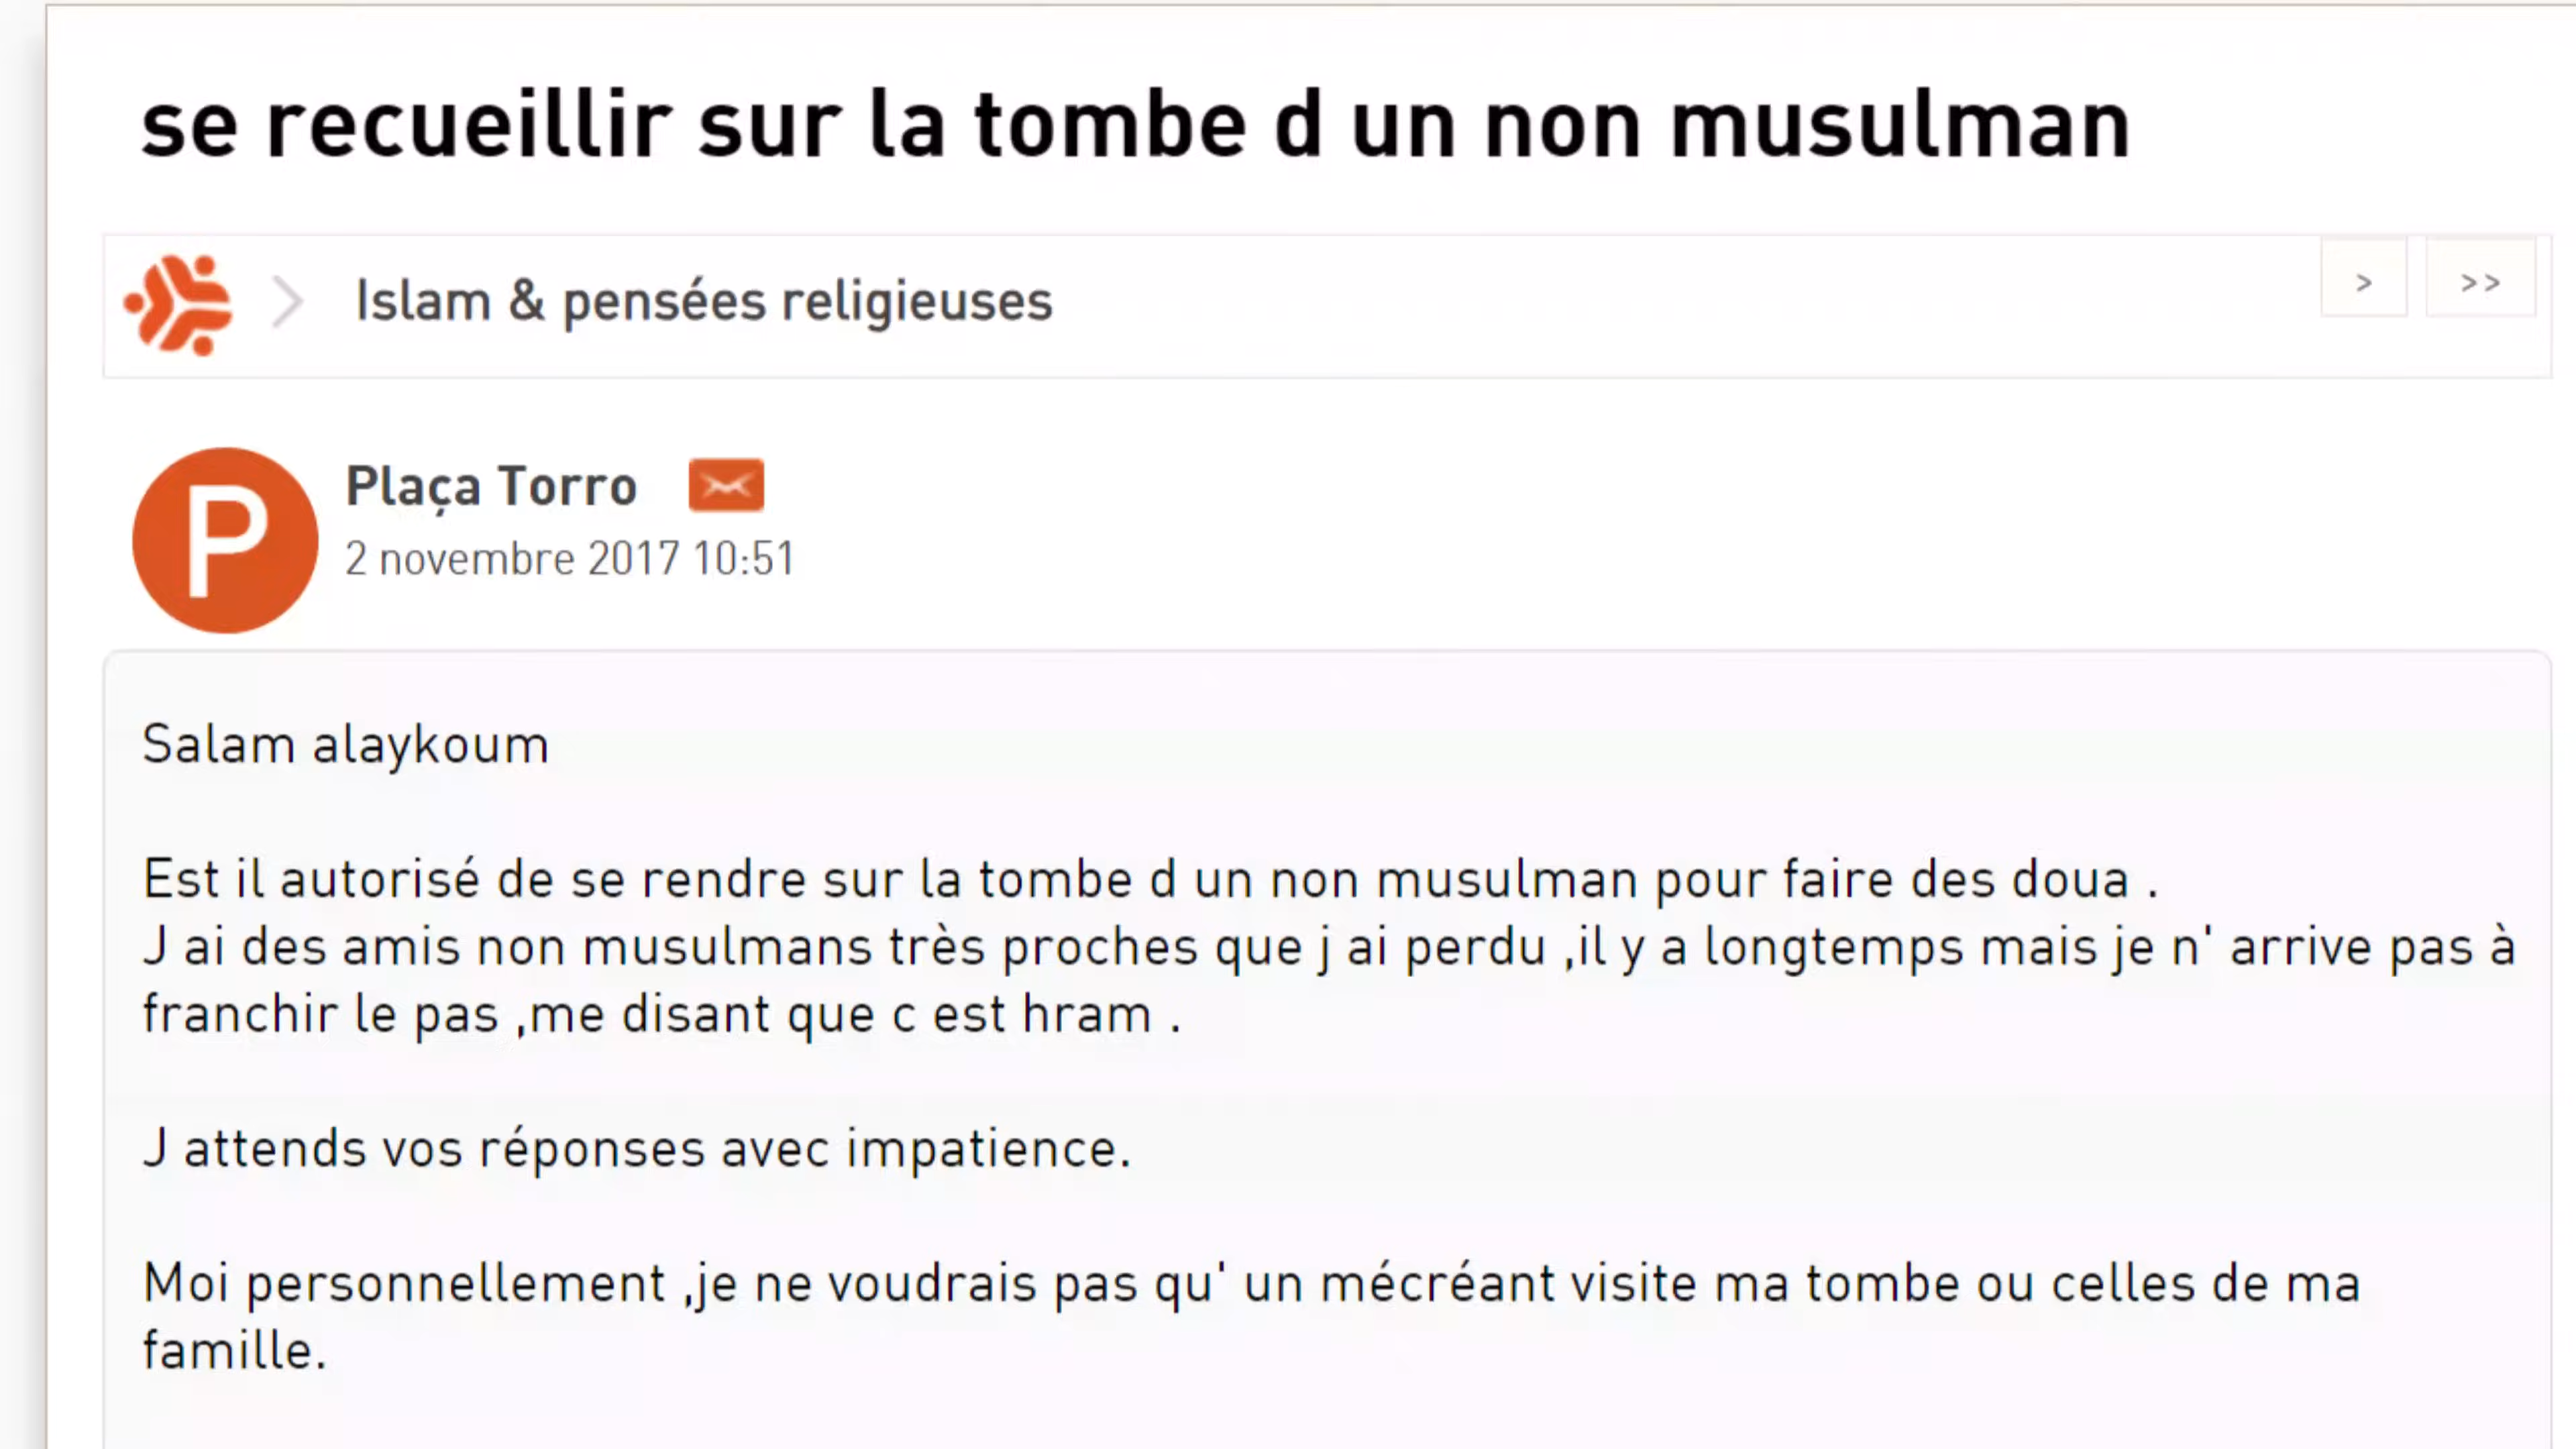 se recueillir sur la tombe d un non musulman
Islam & pensées religieuses
>
>>
P
Plaça Torro
2 novembre 2017 10:51
Salam alaykoum
Est il autorisé de se rendre sur la tombe d un non musulman pour faire des doua .
J ai des amis non musulmans très proches que j ai perdu ,il y a longtemps mais je n' arrive pas à
franchir le pas ,me disant que c est hram .
J attends vos réponses avec impatience.
Moi personnellement ,je ne voudrais pas qu' un mécréant visite ma tombe ou celles de ma
famille.